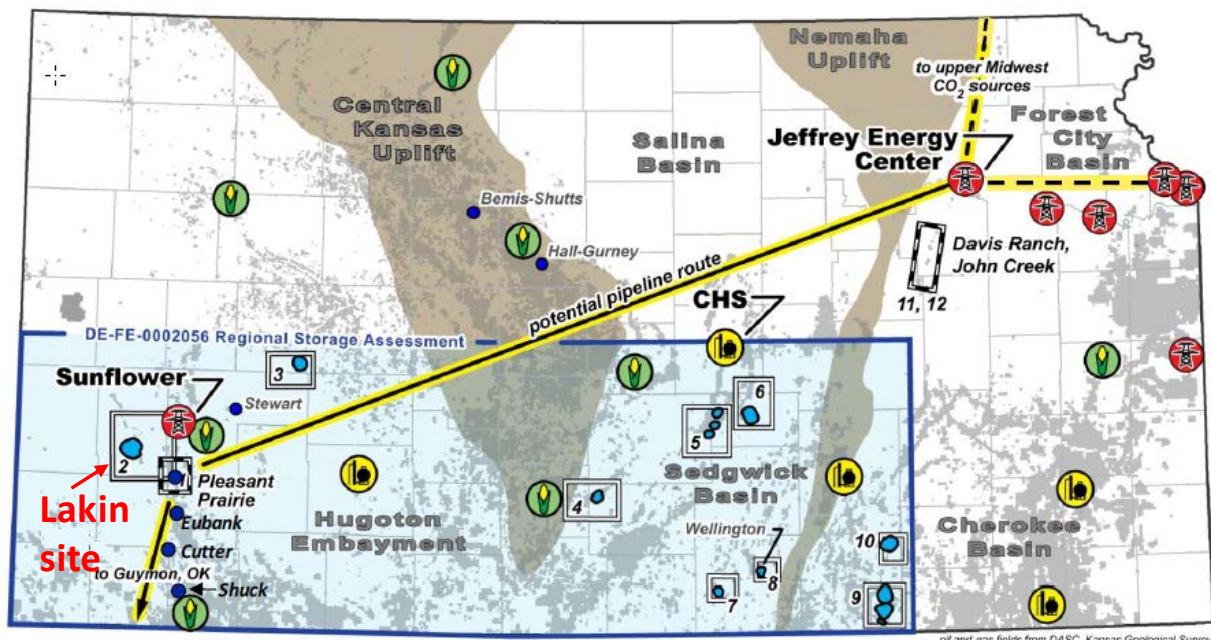 Nemaha
Uplift
to upper Midwest
CO2 sources
Central
Kansas
Uplift
Salina
Basin
Forest
City
Basin
Jeffrey Energy
Center
Bemis-Shutts
Hall-Gurney
Davis Ranch,
John Creek
11, 12
potential pipeline route
CHS
DE-FE-0002056 Regional Storage Assessment
Sunflower
3
Stewart
6
5
2
Sedgwick
Basin
Lakin
site
Pleasant
Prairie
4
Eubank
Hugoton
Embayment
Wellington
Cherokee
Basin
Cutter
10
to Guymon, OK
Shuck
8
7
9
oil and gas fields from DASC, Kansas Geological Survey